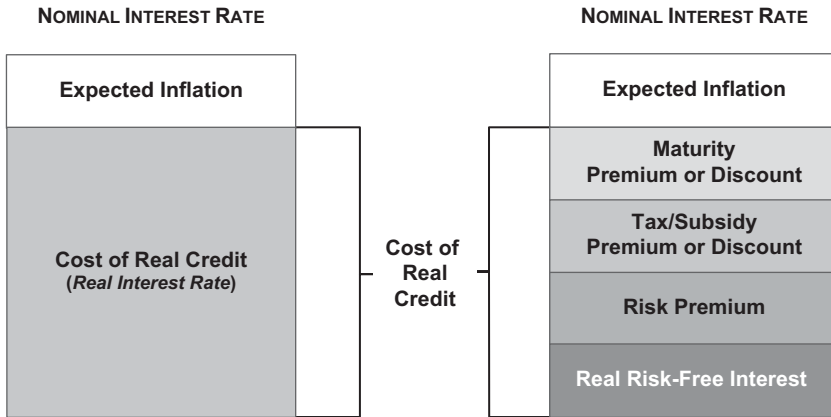 NOMINAL INTEREST RATE
Expected Inflation
Cost of Real Credit
(Real Interest Rate)
Cost of
Real
Credit
NOMINAL INTEREST RATE
Expected Inflation
Maturity
Premium or Discount
Tax/Subsidy
Premium or Discount
Risk Premium
Real Risk-Free Interest